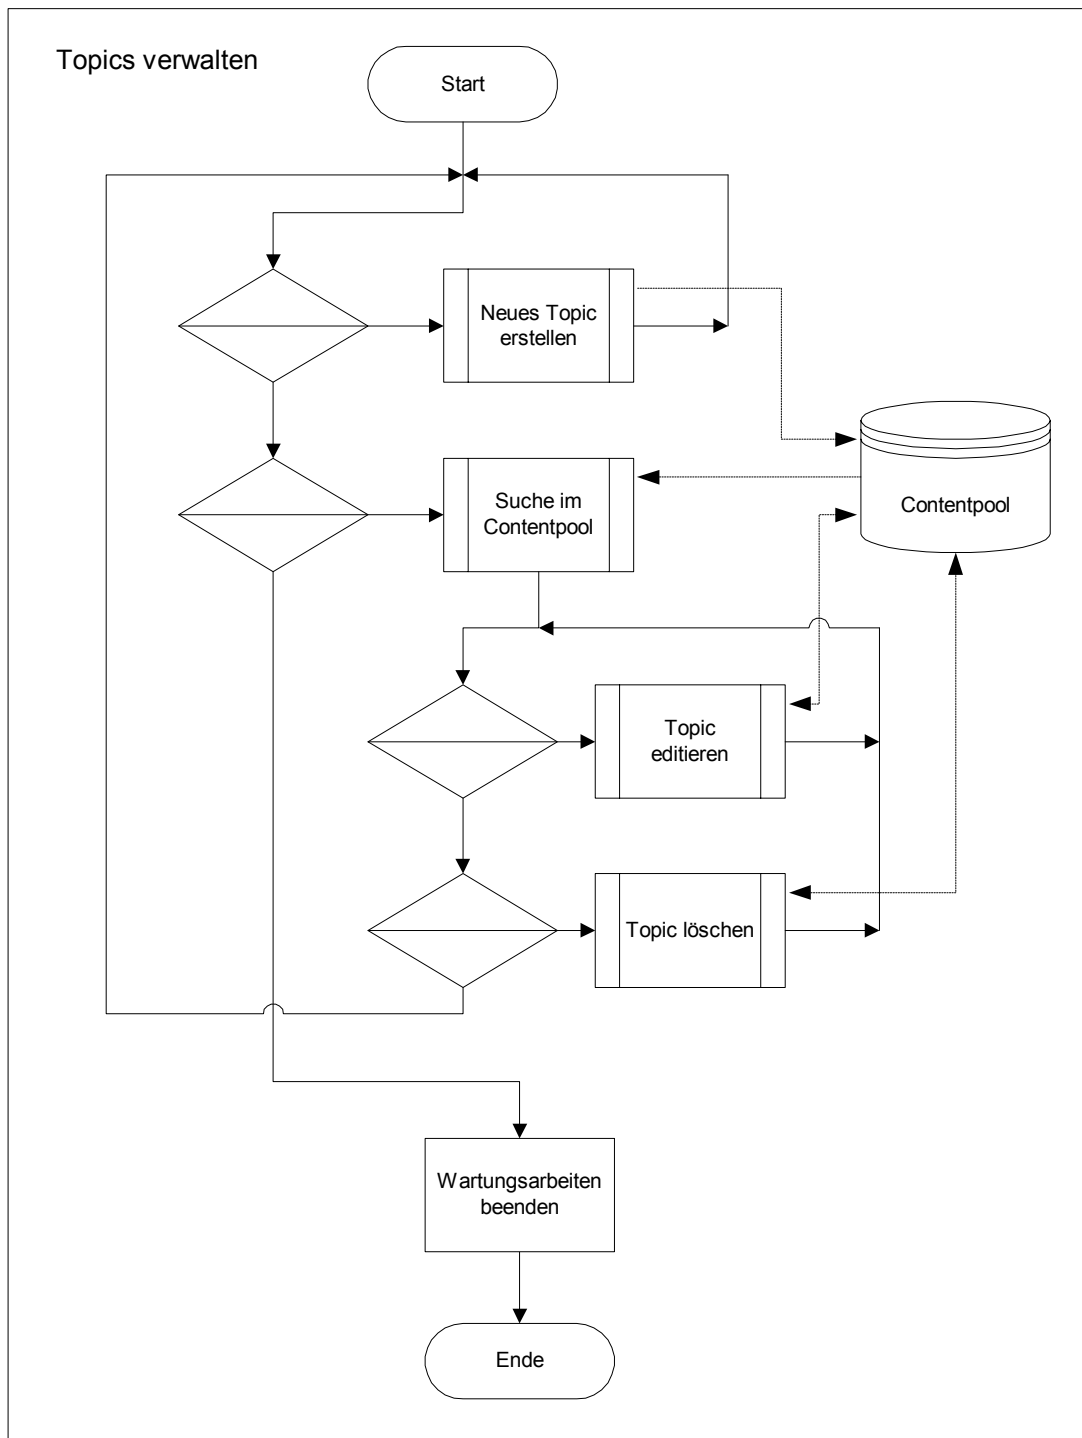 Topics verwalten
Start
Neues Topic
erstellen
Suche im
Contentpool
Contentpool
Topic
editieren
Topic löschen
Wartungsarbeiten
beenden
Ende